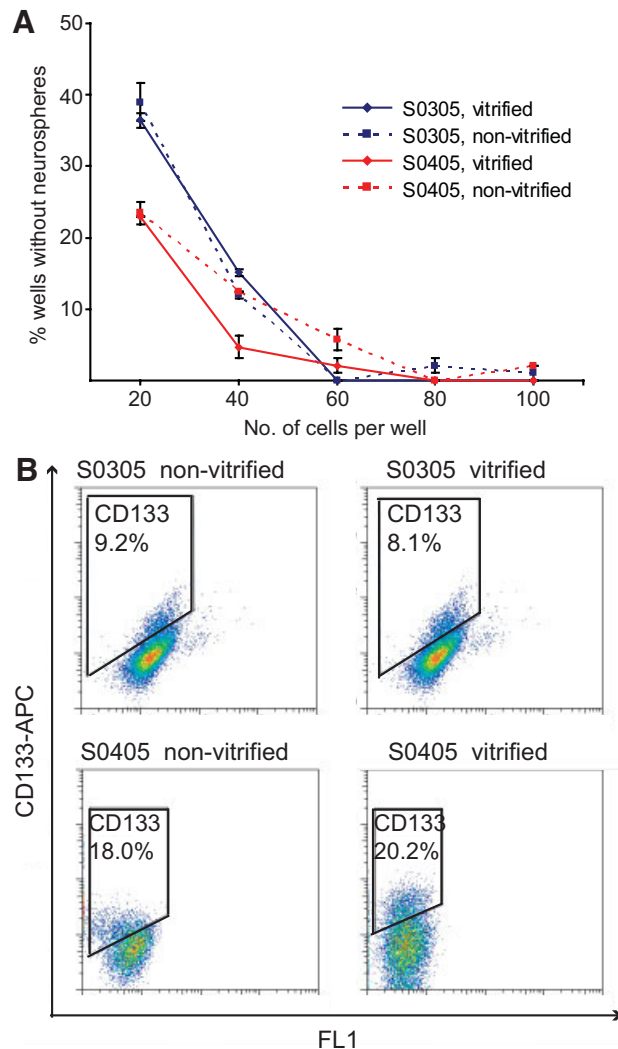 A
50
40
30
20
10
% wells without neurospheres
S0305, vitrified
S0305, non-vitrified
S0405, vitrified
S0405, non-vitrified
20 40 60 80 100
No. of cells per well
B
S0305 non-vitrified
S0305 vitrified
CD133
9.2%
CD133
8.1%
S0405 non-vitrified
S0405 vitrified
CD133
18.0%
CD133
20.2%
CD133-APC
FL1